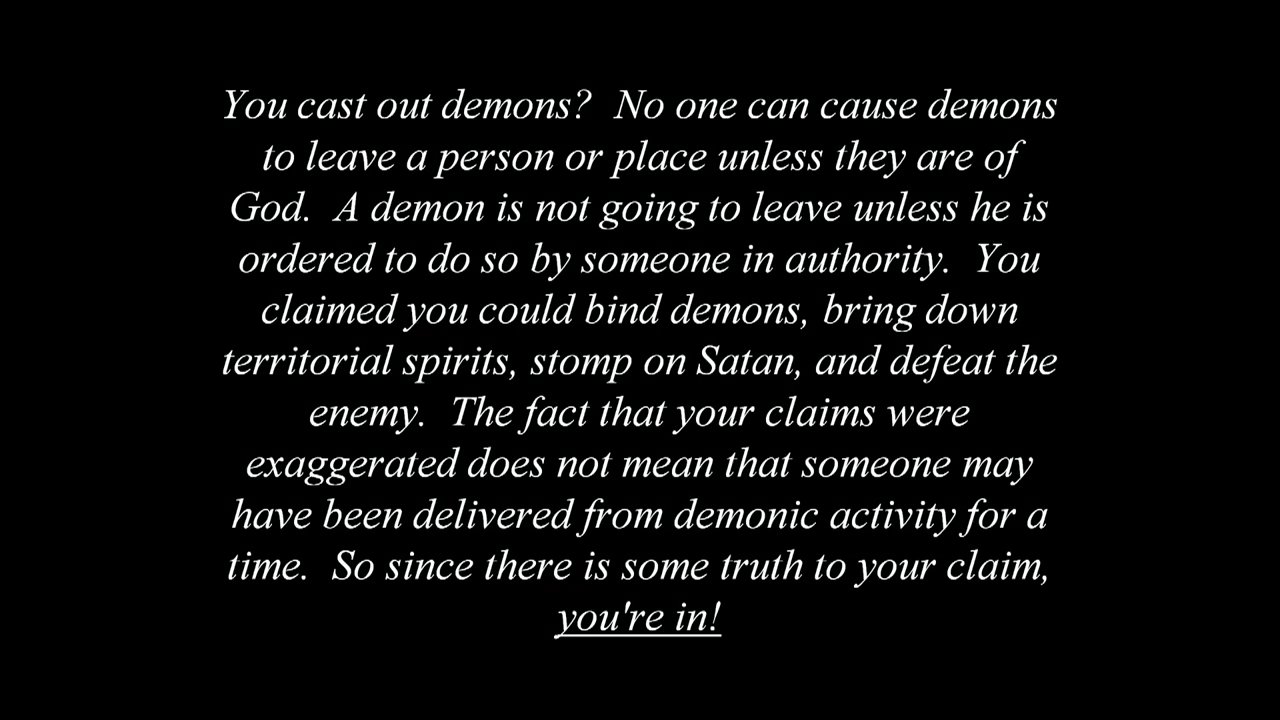 You cast out demons?  No one can cause demons
to leave a person or place unless they are of
God.  A demon is not going to leave unless he is
ordered to do so by someone in authority.  You
claimed you could bind demons, bring down
territorial spirits, stomp on Satan, and defeat the
enemy.  The fact that your claims were
exaggerated does not mean that someone may
have been delivered from demonic activity for a
time.  So since there is some truth to your claim,
you're in!